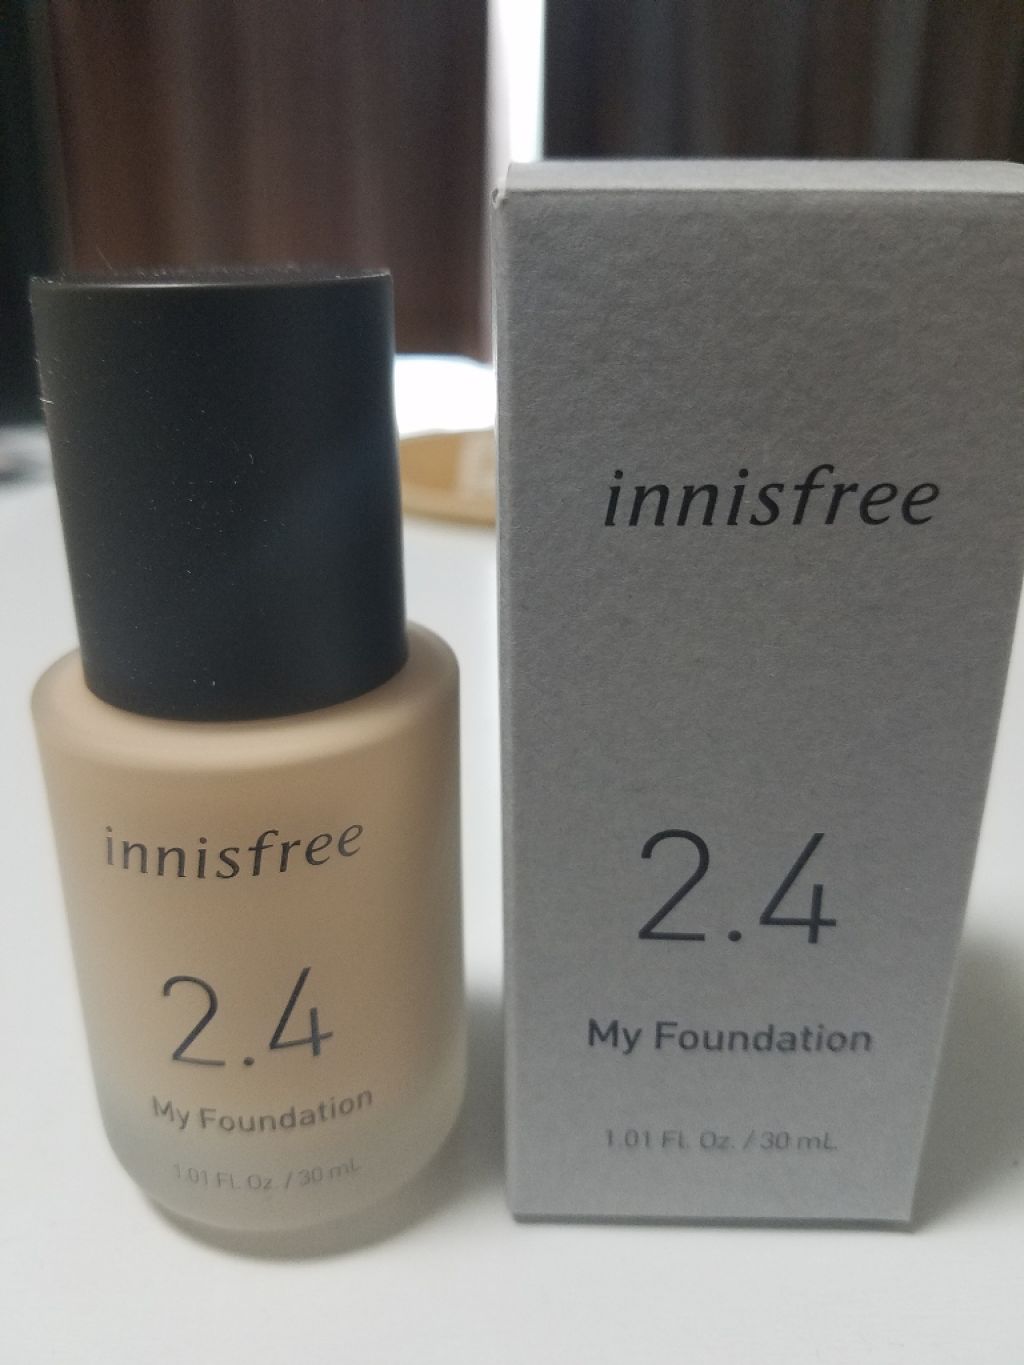 innisfree
2.4
My Foundation
1.01 Fl. Oz. / 30 mL
innisfree
2.4
My Foundation
1.01 Fl. Oz. / 30 mL